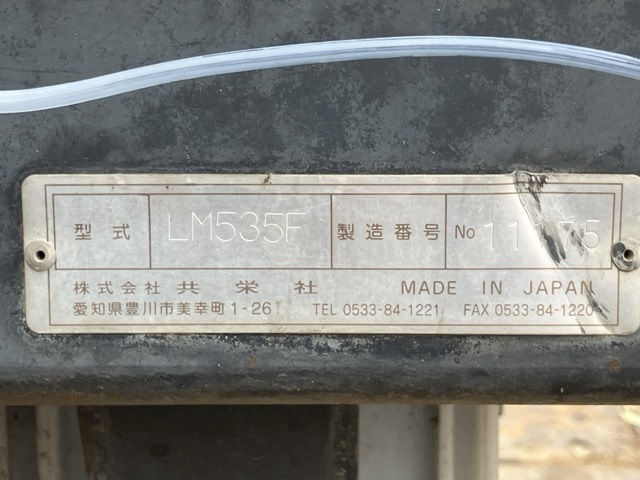 型式 LM535F 製造番号 No
株式会社 共栄社 MADE IN JAPAN
愛知県豊川市美幸町1-26 TEL 0533-84-1221 FAX 0533-84-1220